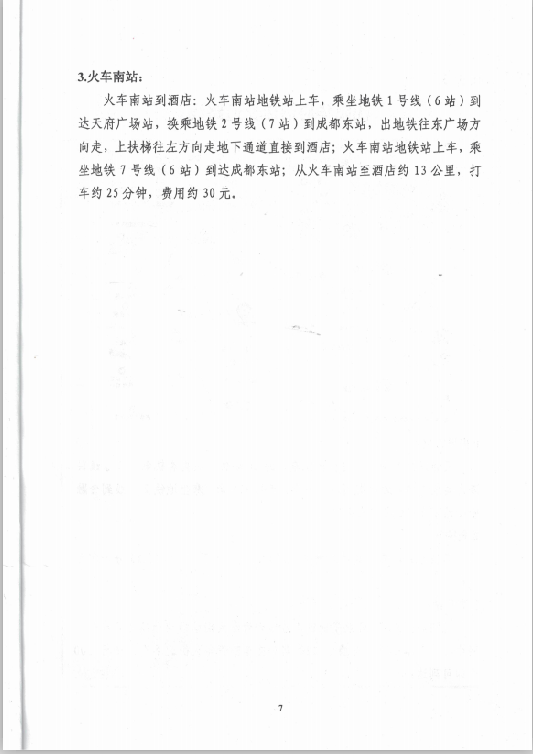 3.火车南站：
火车南站到酒店：火车南站地铁站上车，乘坐地铁1号线（6站）到
达天府广场站，换乘地铁2号线（7站）到成都东站，出地铁往东广场方
向走，上扶梯往左方向走地下通道直接到酒店；火车南站地铁站上车，乘
坐地铁7号线（6站）到达成都东站；从火车南站至酒店约13公里，打
车约25分钟，费用约30元。
7